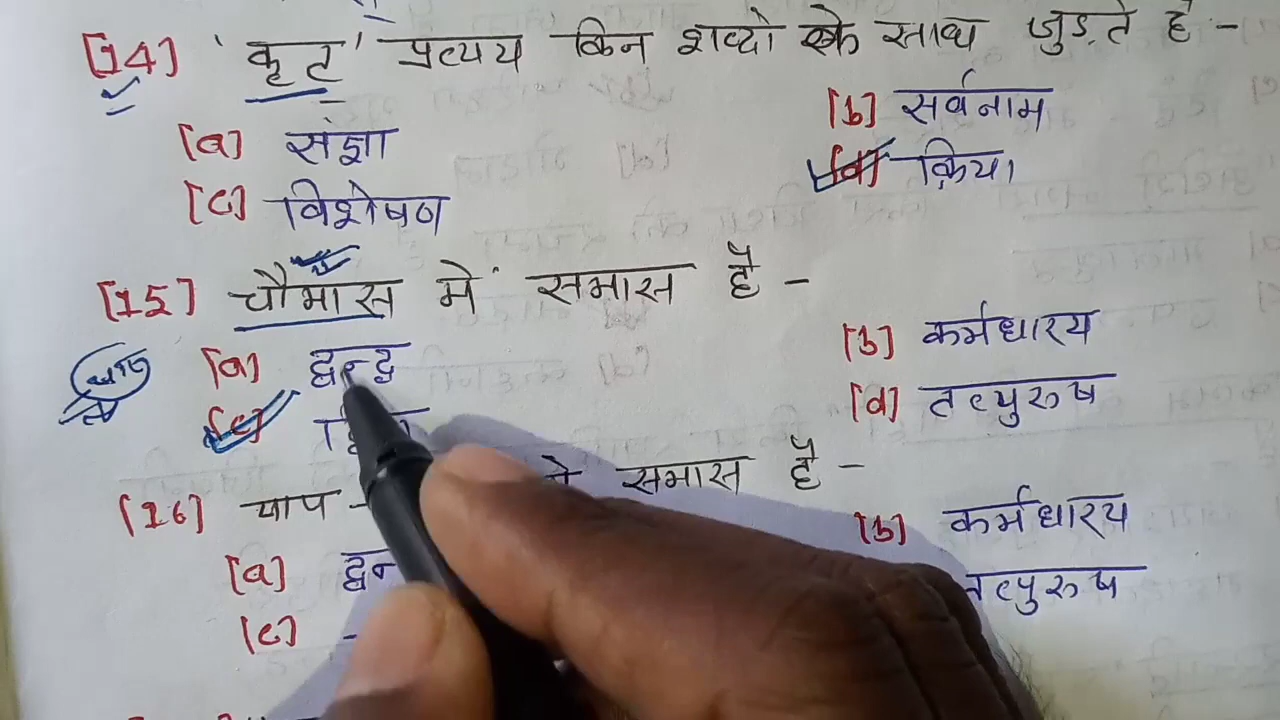 [14] 'कृत' प्रत्यय किन शब्दो के साथ जुड़ते है -
[a] संज्ञा [b] सर्वनाम
[c] विशेषण [d] क्रिया
[15] चौमास में समास है -
[a] द्वन्द्व [b] कर्मधारय
[c] [d] तत्पुरुष
[16] पाप - समास है -
[a] [b] कर्मधारय
[c] तत्पुरुष